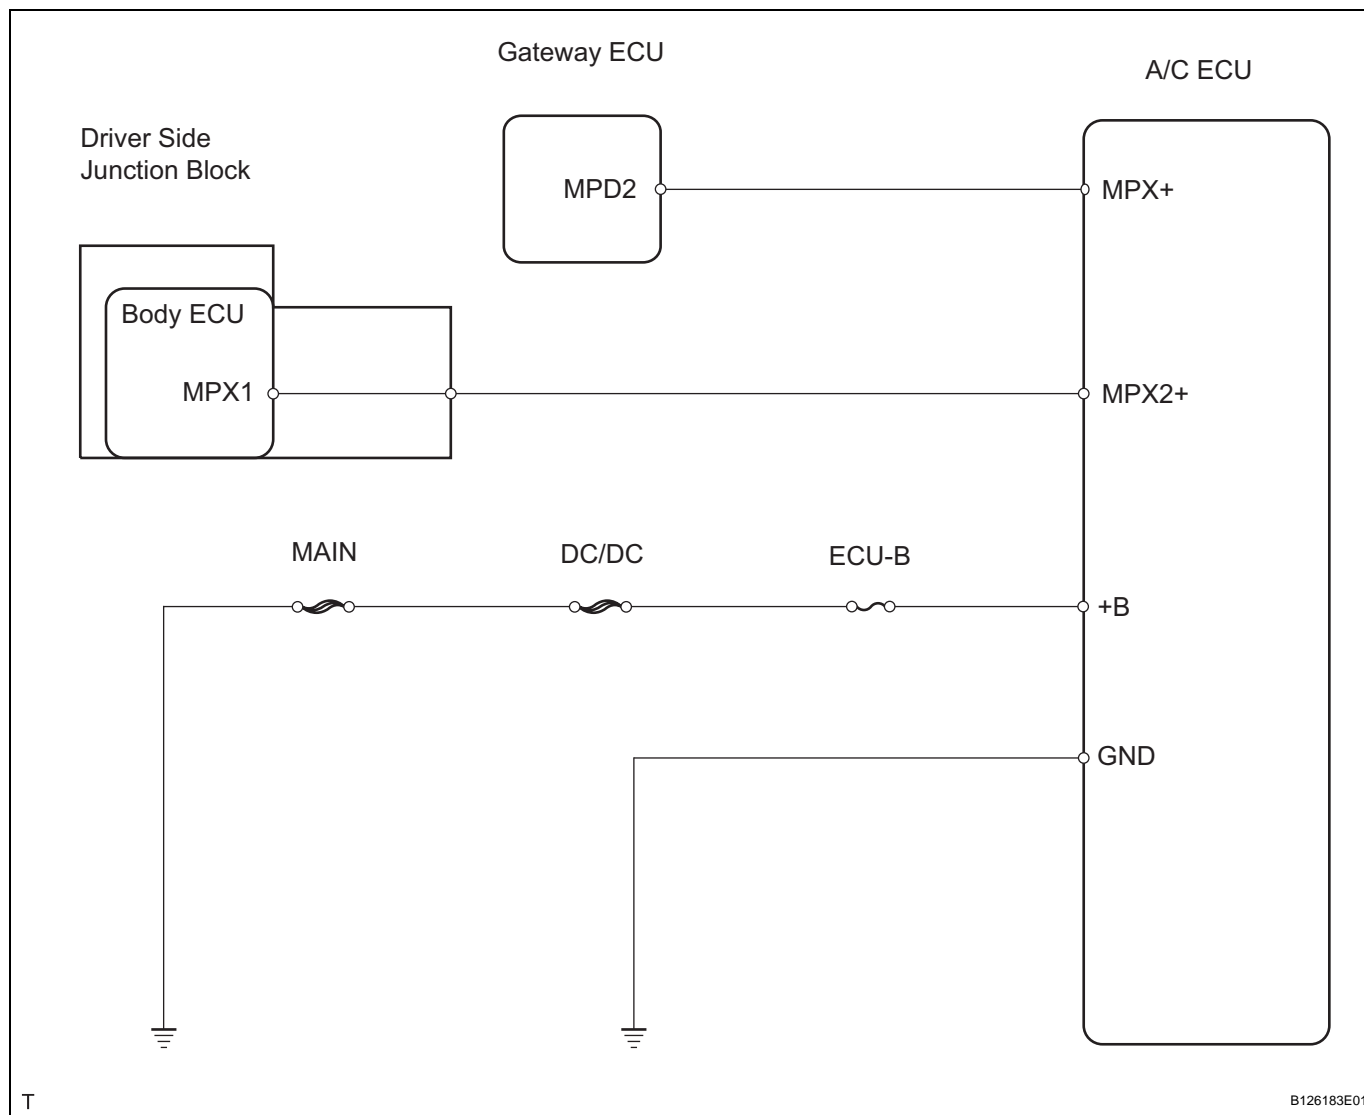 Gateway ECU
A/C ECU
Driver Side
Junction Block
MPD2
MPX+
Body ECU
MPX1
MPX2+
MAIN
DC/DC
ECU-B
+B
GND
T
B126183E01